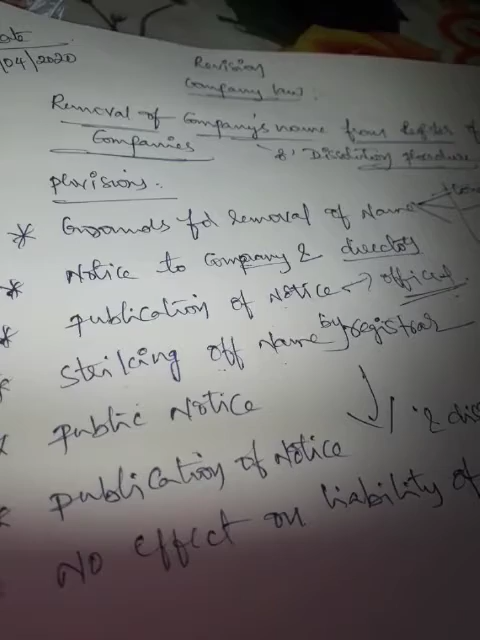 Date
/04/2020
Revision
Company law.
Removal of Company's name from Register of
Companies & Dissolution procedure
provisions.
* Grounds for removal of Name
* Notice to Company & directors
* publication of Notice → official
* Striking off Name by registrar
* public Notice
* publication of Notice
No effect on liability of